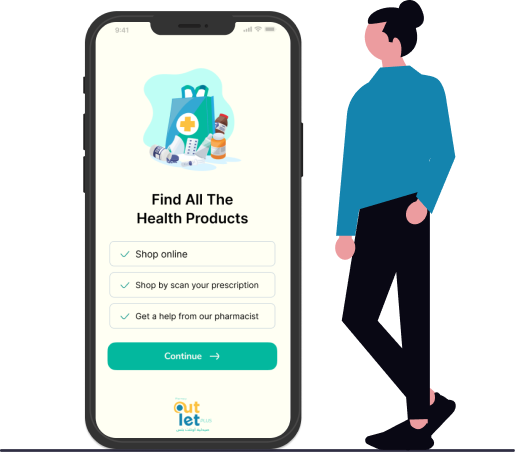 9:41
Find All The
Health Products
Shop online
Shop by scan your prescription
Get a help from our pharmacist
Continue
Out
let